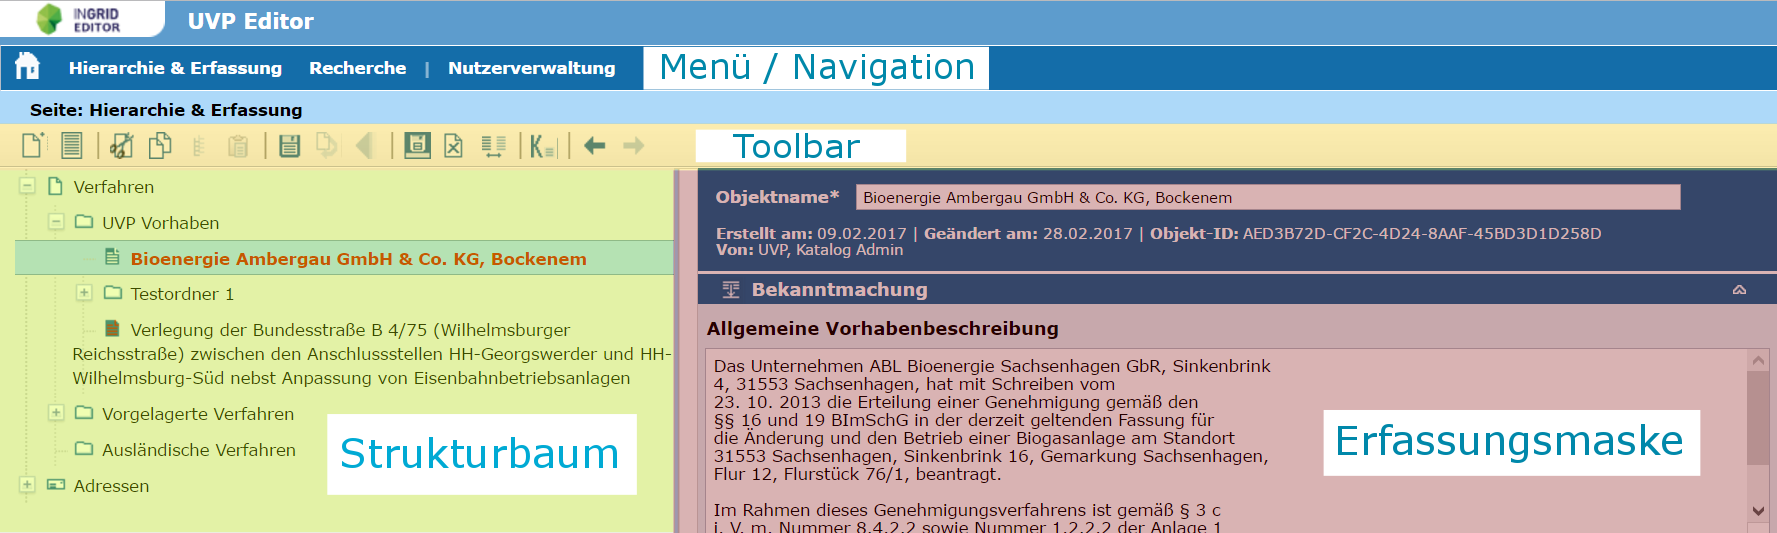 INGRID
EDITOR
UVP Editor
Hierarchie & Erfassung Recherche | Nutzerverwaltung
Menü / Navigation
Seite: Hierarchie & Erfassung
Toolbar
Verfahren
UVP Vorhaben
Bioenergie Ambergau GmbH & Co. KG, Bockenem
Testordner 1
Verlegung der Bundesstraße B 4/75 (Wilhelmsburger
Reichsstraße) zwischen den Anschlussstellen HH-Georgswerder und HH-
Wilhelmsburg-Süd nebst Anpassung von Eisenbahnbetriebsanlagen
Vorgelagerte Verfahren
Ausländische Verfahren
Adressen
Strukturbaum
Objektname* Bioenergie Ambergau GmbH & Co. KG, Bockenem
Erstellt am: 09.02.2017 | Geändert am: 28.02.2017 | Objekt-ID: AED3B72D-CF2C-4D24-8AAF-45BD3D1D258D
Von: UVP, Katalog Admin
Bekanntmachung
Allgemeine Vorhabenbeschreibung
Das Unternehmen ABL Bioenergie Sachsenhagen GbR, Sinkenbrink
4, 31553 Sachsenhagen, hat mit Schreiben vom
23. 10. 2013 die Erteilung einer Genehmigung gemäß den
§§ 16 und 19 BImSchG in der derzeit geltenden Fassung für
die Änderung und den Betrieb einer Biogasanlage am Standort
31553 Sachsenhagen, Sinkenbrink 16, Gemarkung Sachsenhagen,
Flur 12, Flurstück 76/1, beantragt.
Im Rahmen dieses Genehmigungsverfahrens ist gemäß § 3 c
i. V. m. Nummer 8.4.2.2 sowie Nummer 1.2.2.2 der Anlage 1
Erfassungsmaske